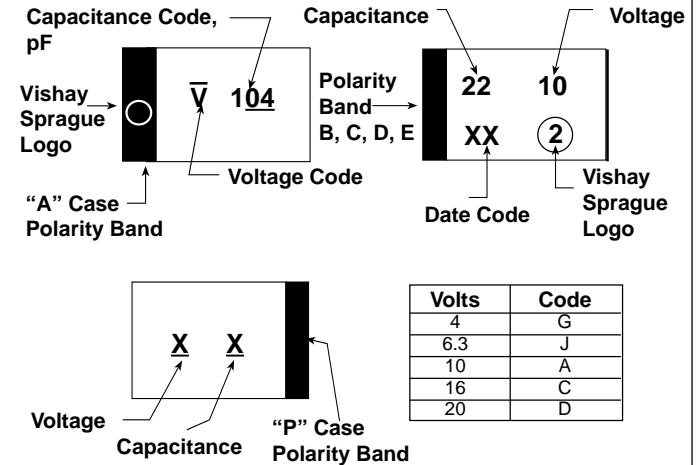 Capacitance Code,
pF
Vishay
Sprague
Logo
V 104
Voltage Code
“A” Case
Polarity Band
Capacitance
Voltage
Polarity
Band
B, C, D, E
22 10
XX 2
Date Code
Vishay
Sprague
Logo
X X
Voltage
Capacitance
“P” Case
Polarity Band
Volts Code
4 G
6.3 J
10 A
16 C
20 D